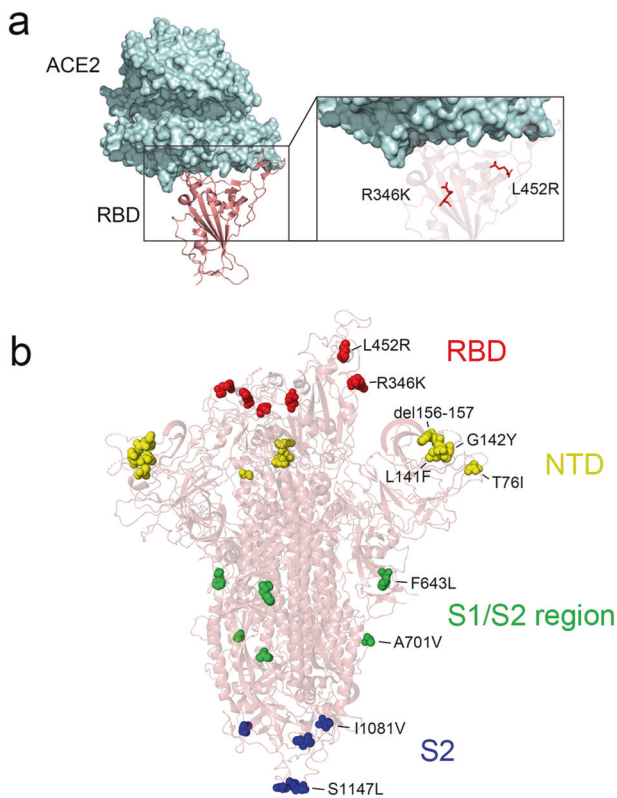 a
ACE2
RBD
R346K
L452R
b
L452R
RBD
R346K
del156-157
G142Y
L141F
T76I
NTD
F643L
S1/S2 region
A701V
I1081V
S2
S1147L